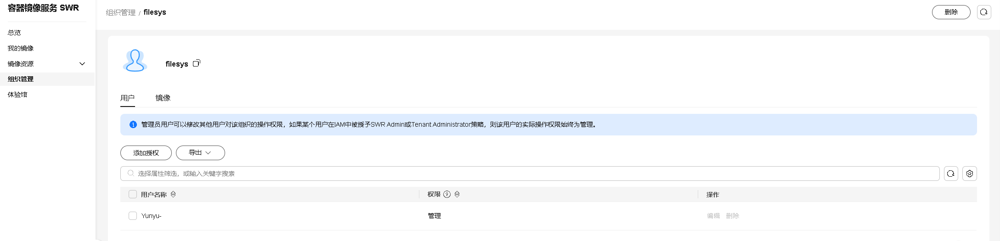 容器镜像服务 SWR
总览
我的镜像
镜像资源
组织管理
体验馆
组织管理 / filesys
删除
filesys
用户 镜像
管理员用户可以修改其他用户对该组织的操作权限，如果某个用户在IAM中被授予SWR Admin或Tenant Administrator策略，则该用户的实际操作权限始终为管理。
添加授权 导出
选择属性筛选，或输入关键字搜索
用户名称 权限 操作
Yunyu- 管理 编辑 删除